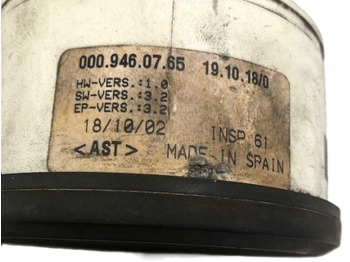 000.946.07.65 19.10.18/0
HW-VERS.:1.0
SW-VERS.:3.2
EP-VERS.:3.2
18/10/02 INSP 61
<AST> MADE IN SPAIN